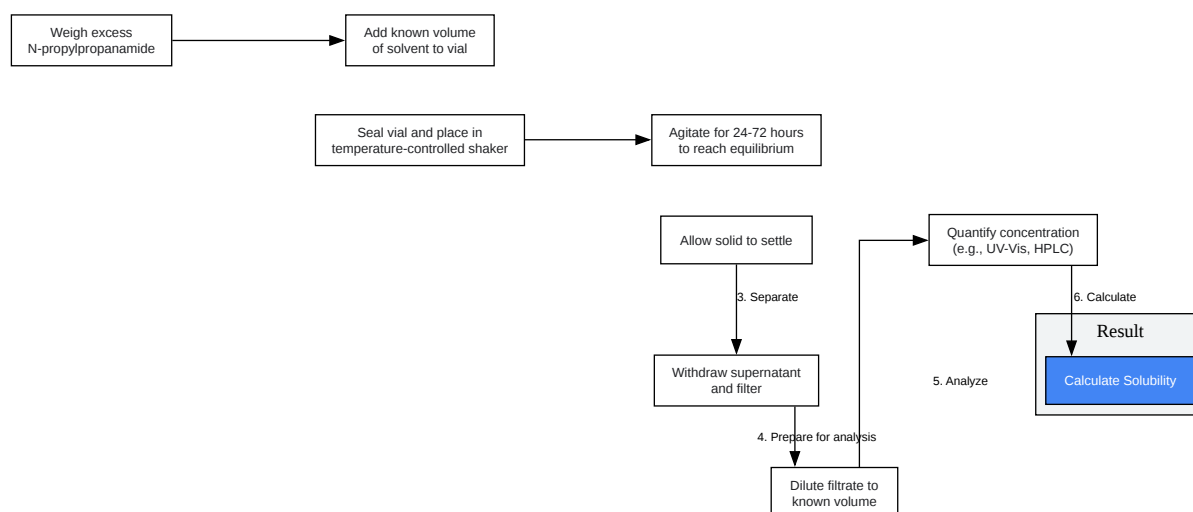 Weigh excess
N-propylpropanamide
Add known volume
of solvent to vial
Seal vial and place in
temperature-controlled shaker
Agitate for 24-72 hours
to reach equilibrium
Allow solid to settle
Quantify concentration
(e.g., UV-Vis, HPLC)
3. Separate
6. Calculate
Result
Withdraw supernatant
and filter
5. Analyze
Calculate Solubility
4. Prepare for analysis
Dilute filtrate to
known volume